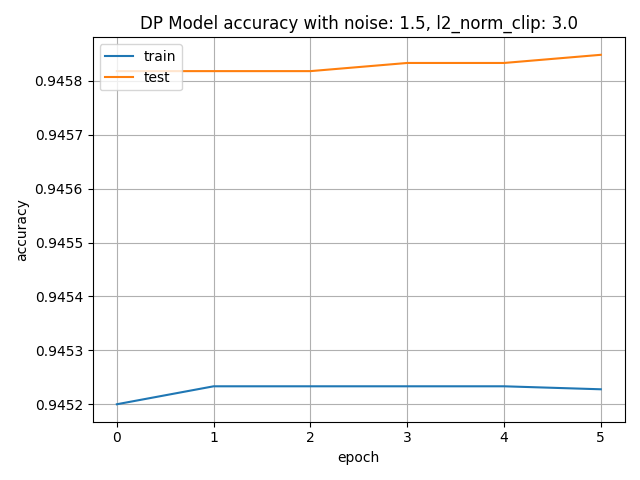 DP Model accuracy with noise: 1.5, l2_norm_clip: 3.0
train
test
0.9458
0.9457
0.9456
0.9455
0.9454
0.9453
0.9452
accuracy
0 1 2 3 4 5
epoch